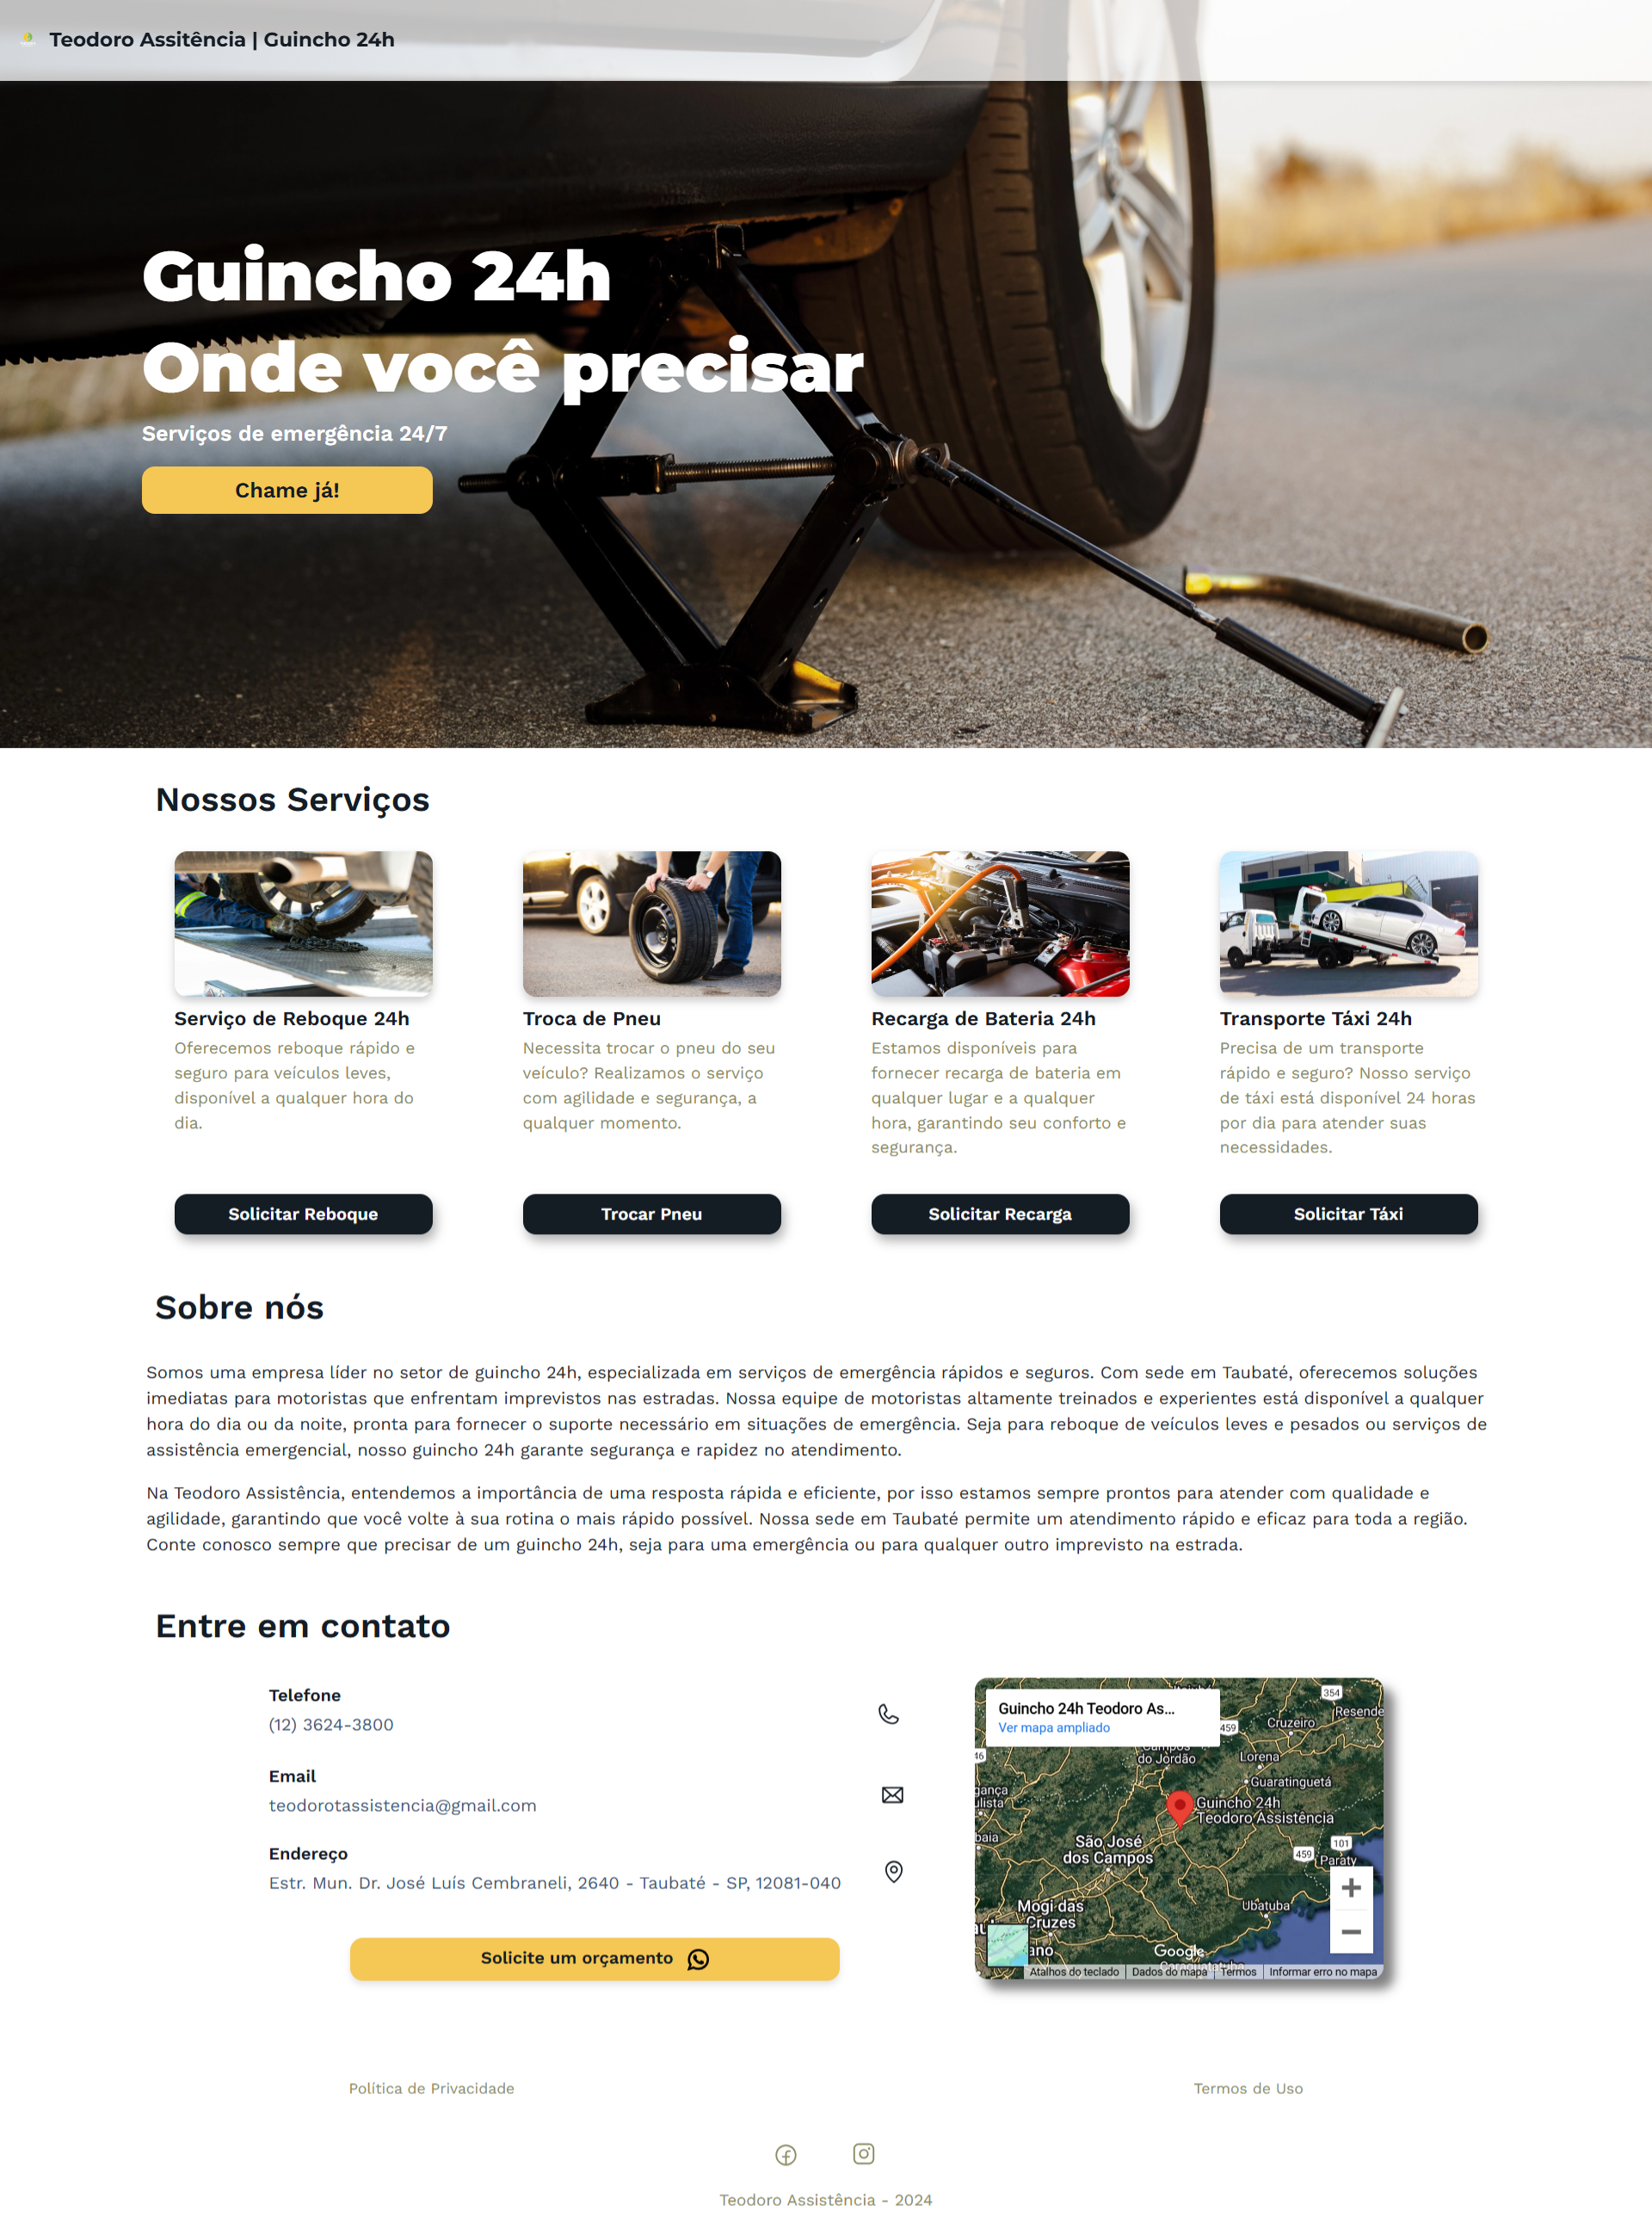 Teodoro Assitência | Guincho 24h
Guincho 24h
Onde você precisar
Serviços de emergência 24/7
Chame já!
Nossos Serviços
Serviço de Reboque 24h
Oferecemos reboque rápido e
seguro para veículos leves,
disponível a qualquer hora do
dia.
Solicitar Reboque
Troca de Pneu
Necessita trocar o pneu do seu
veículo? Realizamos o serviço
com agilidade e segurança, a
qualquer momento.
Trocar Pneu
Recarga de Bateria 24h
Estamos disponíveis para
fornecer recarga de bateria em
qualquer lugar e a qualquer
hora, garantindo seu conforto e
segurança.
Solicitar Recarga
Transporte Táxi 24h
Precisa de um transporte
rápido e seguro? Nosso serviço
de táxi está disponível 24 horas
por dia para atender suas
necessidades.
Solicitar Táxi
Sobre nós
Somos uma empresa líder no setor de guincho 24h, especializada em serviços de emergência rápidos e seguros. Com sede em Taubaté, oferecemos soluções
imediatas para motoristas que enfrentam imprevistos nas estradas. Nossa equipe de motoristas altamente treinados e experientes está disponível a qualquer
hora do dia ou da noite, pronta para fornecer o suporte necessário em situações de emergência. Seja para reboque de veículos leves e pesados ou serviços de
assistência emergencial, nosso guincho 24h garante segurança e rapidez no atendimento.
Na Teodoro Assistência, entendemos a importância de uma resposta rápida e eficiente, por isso estamos sempre prontos para atender com qualidade e
agilidade, garantindo que você volte à sua rotina o mais rápido possível. Nossa sede em Taubaté permite um atendimento rápido e eficaz para toda a região.
Conte conosco sempre que precisar de um guincho 24h, seja para uma emergência ou para qualquer outro imprevisto na estrada.
Entre em contato
Telefone
(12) 3624-3800
Email
teodorotassistencia@gmail.com
Endereço
Estr. Mun. Dr. José Luís Cembraneli, 2640 - Taubaté - SP, 12081-040
Solicite um orçamento
Guincho 24h Teodoro As...
Ver mapa ampliado
354
Resende
459
Cruzeiro
46
do Jordão
Lorena
Guaratinguetá
gança
ulista
Guincho 24h
Teodoro Assistência
baia
São José
dos Campos
101
459
Paraty
Mogi das
Cruzes
Ubatuba
ano
Google
Atalhos do teclado
Dados do mapa
Termos
Informar erro no mapa
Política de Privacidade
Termos de Uso
Teodoro Assistência - 2024